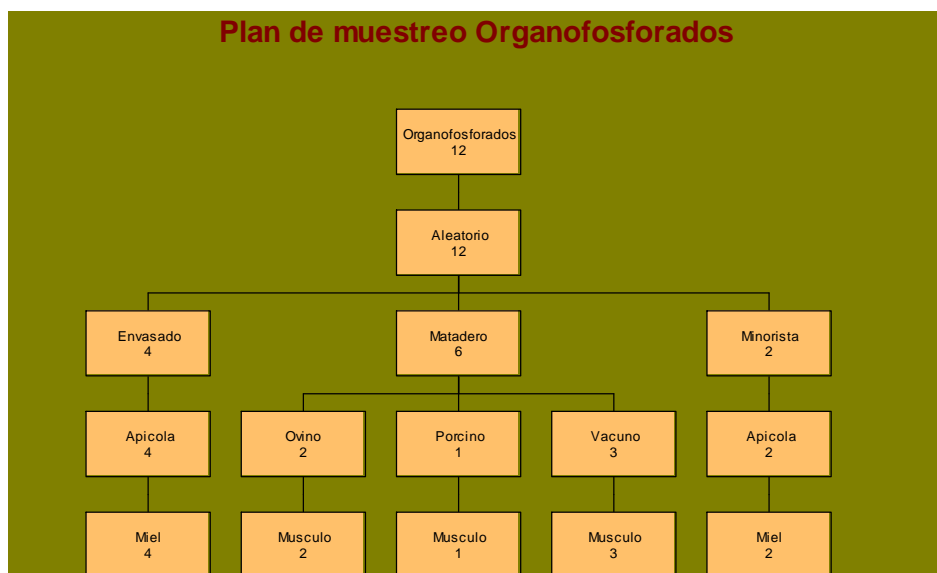 Plan de muestreo Organofosforados
Organofosforados
12
Aleatorio
12
Envasado
4
Matadero
6
Minorista
2
Apicola
4
Ovino
2
Porcino
1
Vacuno
3
Apicola
2
Miel
4
Musculo
2
Musculo
1
Musculo
3
Miel
2